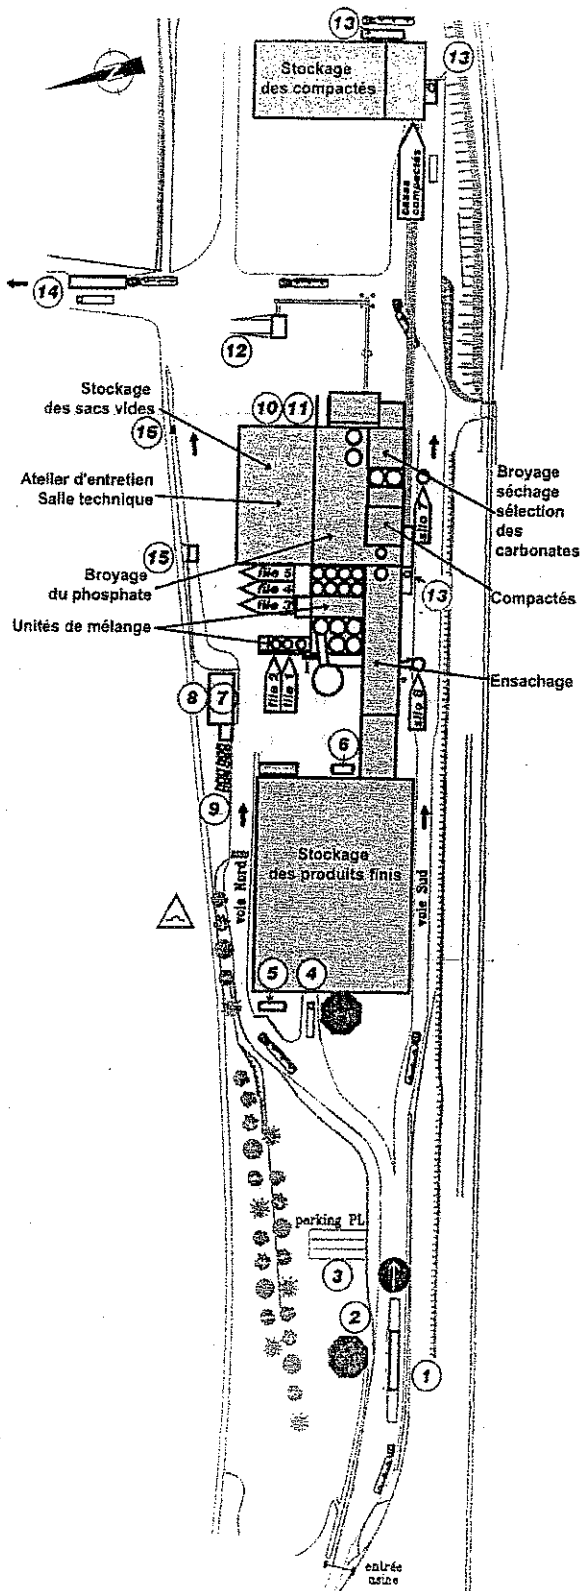 13
Stockage
des compactés
13
N
casse
compactés
14
12
Stockage
des sacs vides
16
10
11
Atelier d'entretien
Salle technique
Broyage
séchage
sélection
des
carbonates
silo 7
15
Broyage
du phosphate
file 5
file 4
file 3
13
Compactés
Unités de mélange
file 2
file 1
Ensachage
silo 6
8
7
6
9
voie Nord
Stockage
des produits finis
voie Sud
5
4
parking PL
3
2
1
entrée
usine